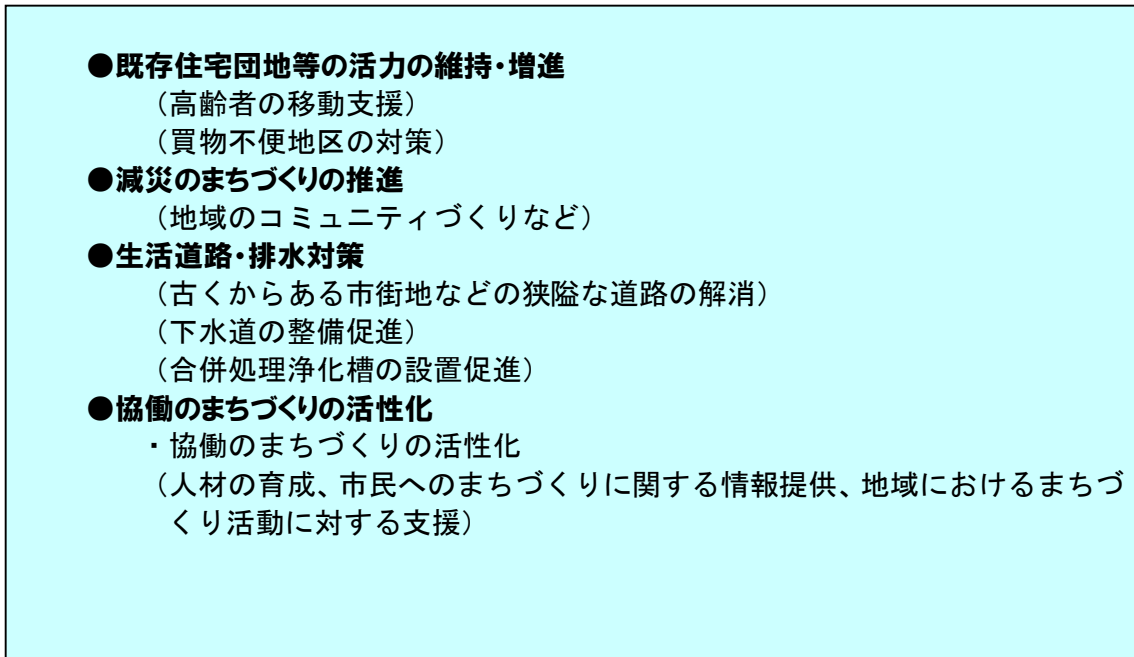 ●既存住宅団地等の活力の維持・増進
（高齢者の移動支援）
（買物不便地区の対策）
●減災のまちづくりの推進
（地域のコミュニティづくりなど）
●生活道路・排水対策
（古くからある市街地などの狭隘な道路の解消）
（下水道の整備促進）
（合併処理浄化槽の設置促進）
●協働のまちづくりの活性化
・協働のまちづくりの活性化
（人材の育成、市民へのまちづくりに関する情報提供、地域におけるまちづ
くり活動に対する支援）